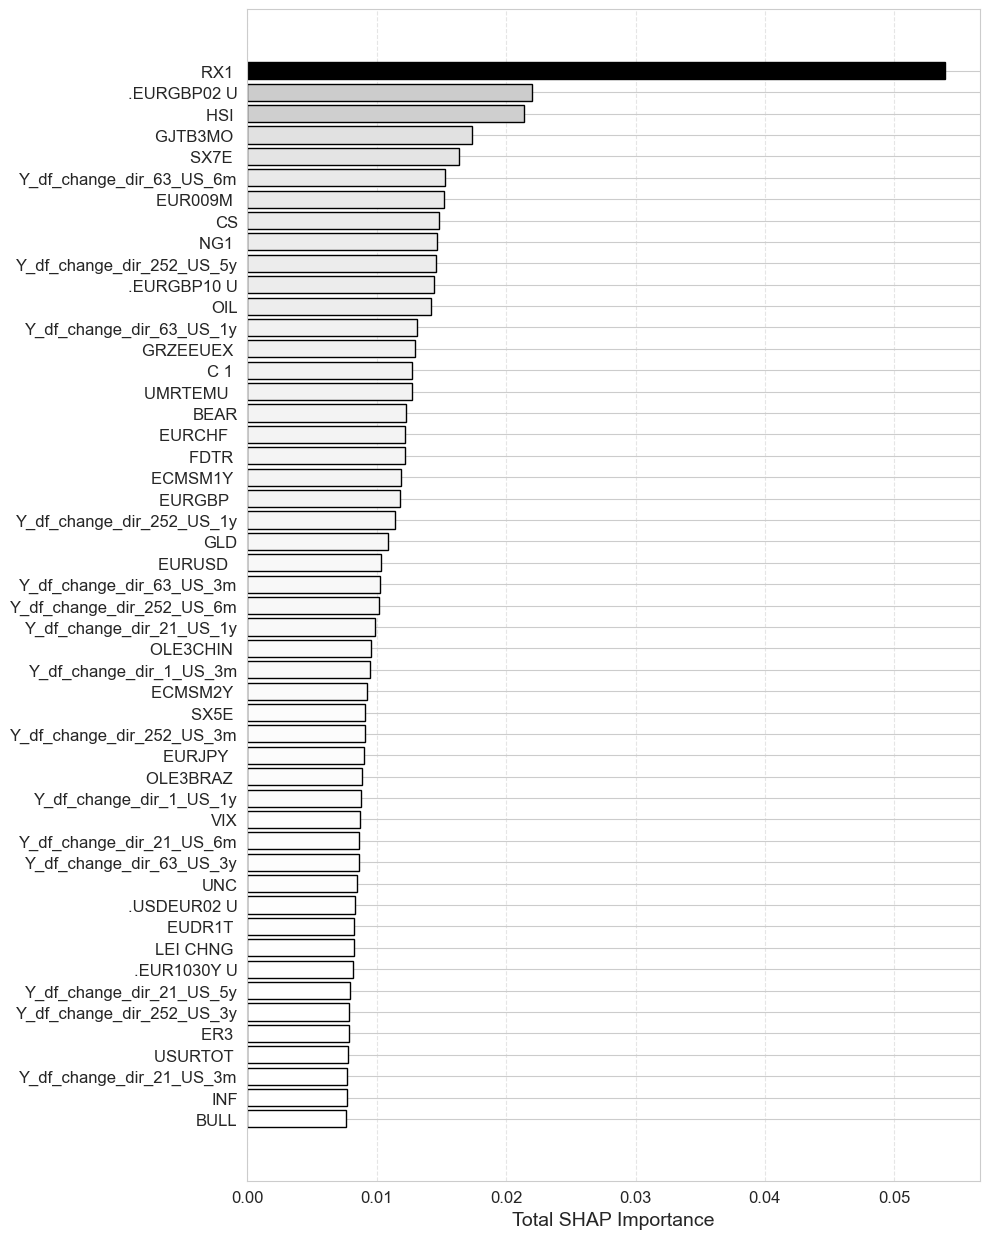 RX1
.EURGBP02 U
HSI
GJTB3MO
SX7E
Y_df_change_dir_63_US_6m
EUR009M
CS
NG1
Y_df_change_dir_252_US_5y
.EURGBP10 U
OIL
Y_df_change_dir_63_US_1y
GRZEEUEX
C 1
UMRTEMU
BEAR
EURCHF
FDTR
ECMSM1Y
EURGBP
Y_df_change_dir_252_US_1y
GLD
EURUSD
Y_df_change_dir_63_US_3m
Y_df_change_dir_252_US_6m
Y_df_change_dir_21_US_1y
OLE3CHIN
Y_df_change_dir_1_US_3m
ECMSM2Y
SX5E
Y_df_change_dir_252_US_3m
EURJPY
OLE3BRAZ
Y_df_change_dir_1_US_1y
VIX
Y_df_change_dir_21_US_6m
Y_df_change_dir_63_US_3y
UNC
.USDEUR02 U
EUDR1T
LEI CHNG
.EUR1030Y U
Y_df_change_dir_21_US_5y
Y_df_change_dir_252_US_3y
ER3
USURTOT
Y_df_change_dir_21_US_3m
INF
BULL
0.00 0.01 0.02 0.03 0.04 0.05
Total SHAP Importance